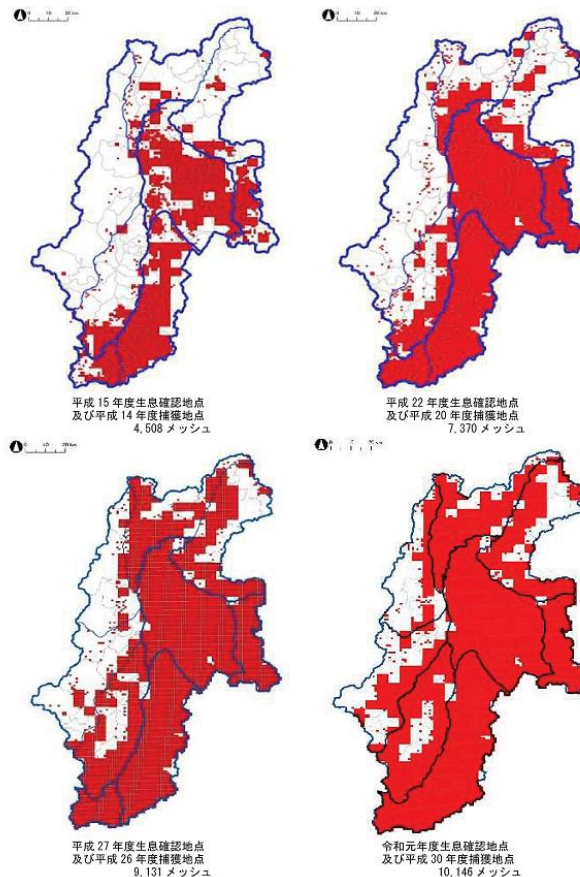 平成 15 年度生息確認地点
及び平成 14 年度捕獲地点
4,508 メッシュ
平成 22 年度生息確認地点
及び平成 20 年度捕獲地点
7,370 メッシュ
平成 27 年度生息確認地点
及び平成 26 年度捕獲地点
9,131 メッシュ
令和元年度生息確認地点
及び平成 30 年度捕獲地点
10,146 メッシュ